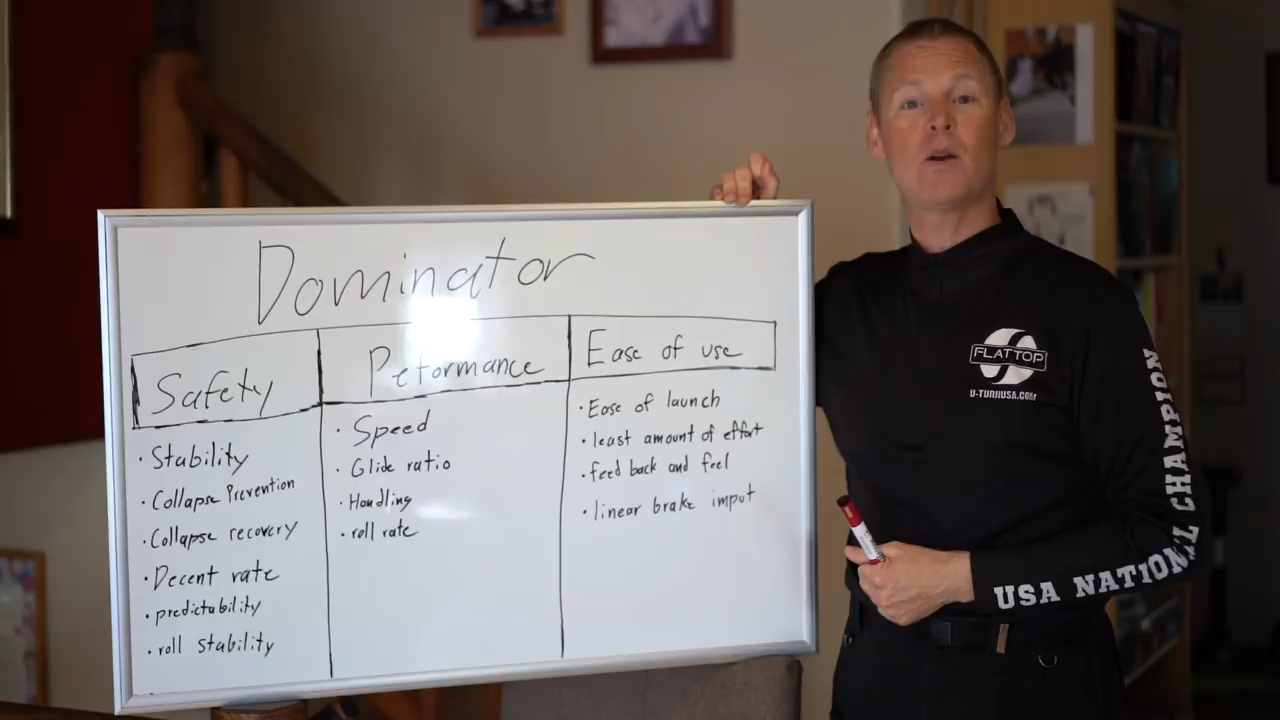 Dominator
Safety
Petormance
Ease of use
· Stability
· Collapse Prevention
· Collapse recovery
· Decent rate
· predictability
· roll stability
· Speed
· Glide ratio
· Handling
· roll rate
· Ease of launch
· least amount of effort
· feed back and feel
· linear brake imput
FLATTOP
U-TURNUSA.COM
USA NATIONAL CHAMPION